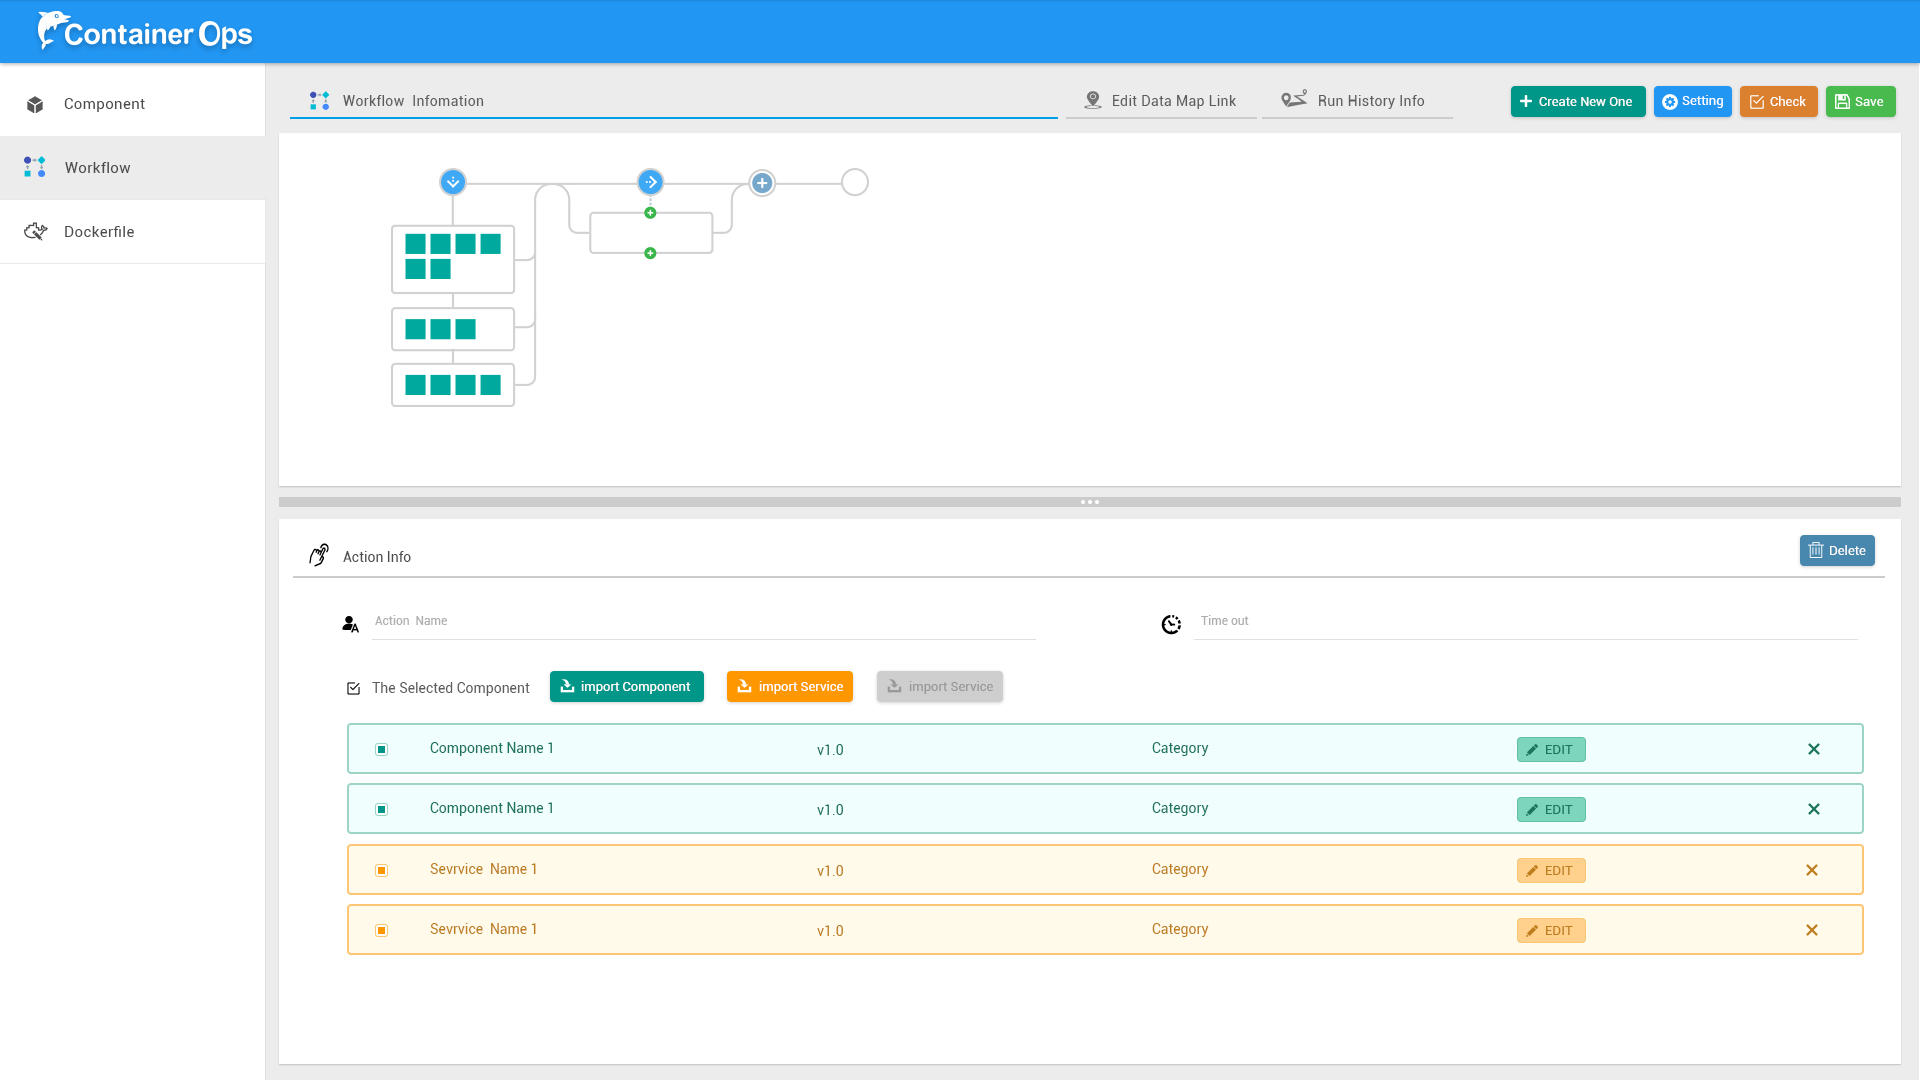 Container Ops
Component
Workflow
Dockerfile
Workflow Infomation
Edit Data Map Link
Run History Info
Create New One
Setting
Check
Save
Action Info
Delete
Action Name
Time out
The Selected Component
import Component
import Service
import Service
Component Name 1 v1.0 Category EDIT
Component Name 1 v1.0 Category EDIT
Sevrvice Name 1 v1.0 Category EDIT
Sevrvice Name 1 v1.0 Category EDIT